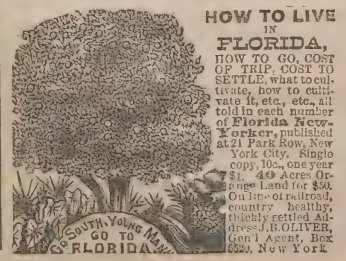 HOW TO LIVE
IN
FLORIDA,
HOW TO GO, COST
OF TRIP, COST TO
SETTLE, what to cul-
tivate, how to culti-
vate it, etc., etc., all
told in each number
of Florida New-
Yorker, published
at 21 Park Row, New
York City. Single
copy, 10c., one year
$1. 40 Acres Or-
ange Land for $50.
On line of railroad,
country healthy,
thickly settled Ad-
dress J. B. OLIVER,
Gen'l Agent, Box
New York
GO SOUTH, YOUNG MAN.
GO TO
FLORIDA.